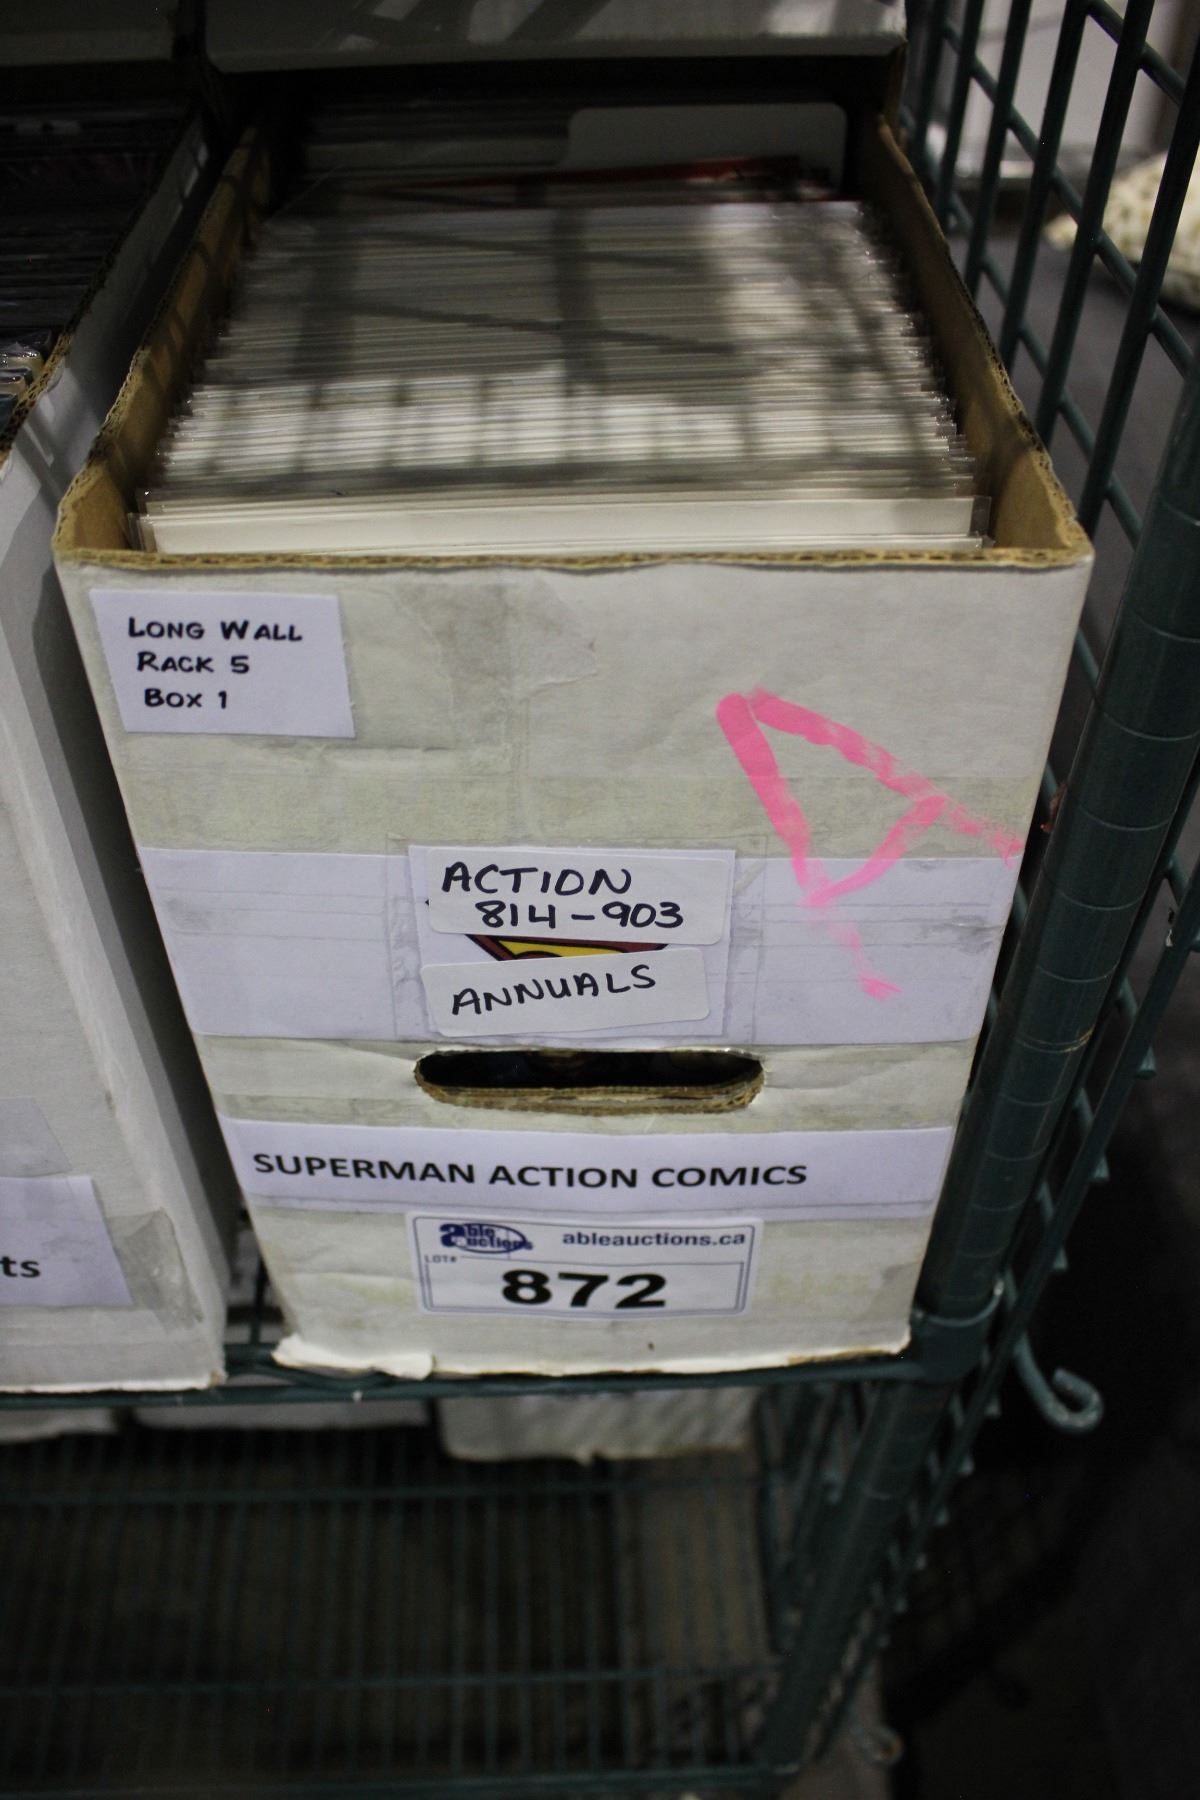 LONG WALL
RACK 5
BOX 1
ACTION
814-903
ANNUALS
SUPERMAN ACTION COMICS
able auctions
ableauctions.ca
LOT#
872
ts